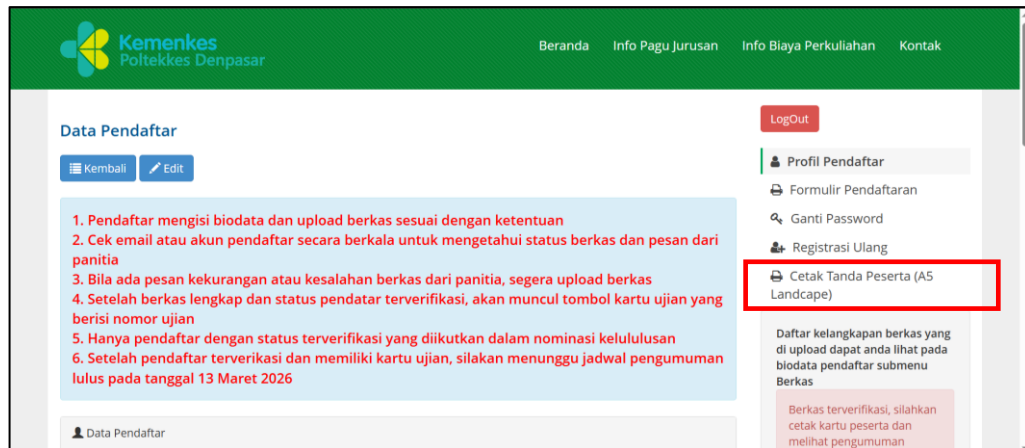 Kemenkes
Poltekkes Denpasar
Beranda Info Pagu Jurusan Info Biaya Perkuliahan Kontak
Data Pendaftar
Kembali Edit
1. Pendaftar mengisi biodata dan upload berkas sesuai dengan ketentuan
2. Cek email atau akun pendaftar secara berkala untuk mengetahui status berkas dan pesan dari
panitia
3. Bila ada pesan kekurangan atau kesalahan berkas dari panitia, segera upload berkas
4. Setelah berkas lengkap dan status pendatar terverifikasi, akan muncul tombol kartu ujian yang
berisi nomor ujian
5. Hanya pendaftar dengan status terverifikasi yang diikutkan dalam nominasi kelululusan
6. Setelah pendaftar terverikasi dan memiliki kartu ujian, silakan menunggu jadwal pengumuman
lulus pada tanggal 13 Maret 2026
Data Pendaftar
LogOut
Profil Pendaftar
Formulir Pendaftaran
Ganti Password
Registrasi Ulang
Cetak Tanda Peserta (A5
Landcape)
Daftar kelangkapan berkas yang
di upload dapat anda lihat pada
biodata pendaftar submenu
Berkas
Berkas terverifikasi, silahkan
cetak kartu peserta dan
melihat pengumuman